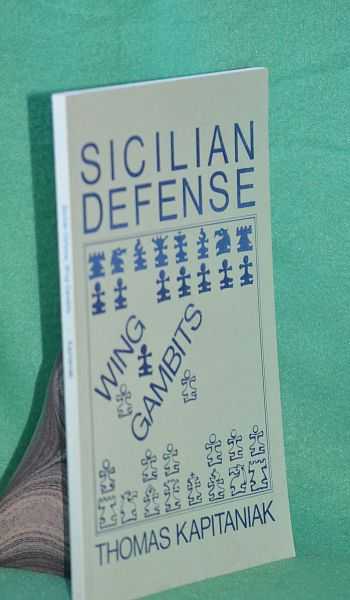 SICILIAN
DEFENSE
WING
GAMBITS
THOMAS KAPITANIAK